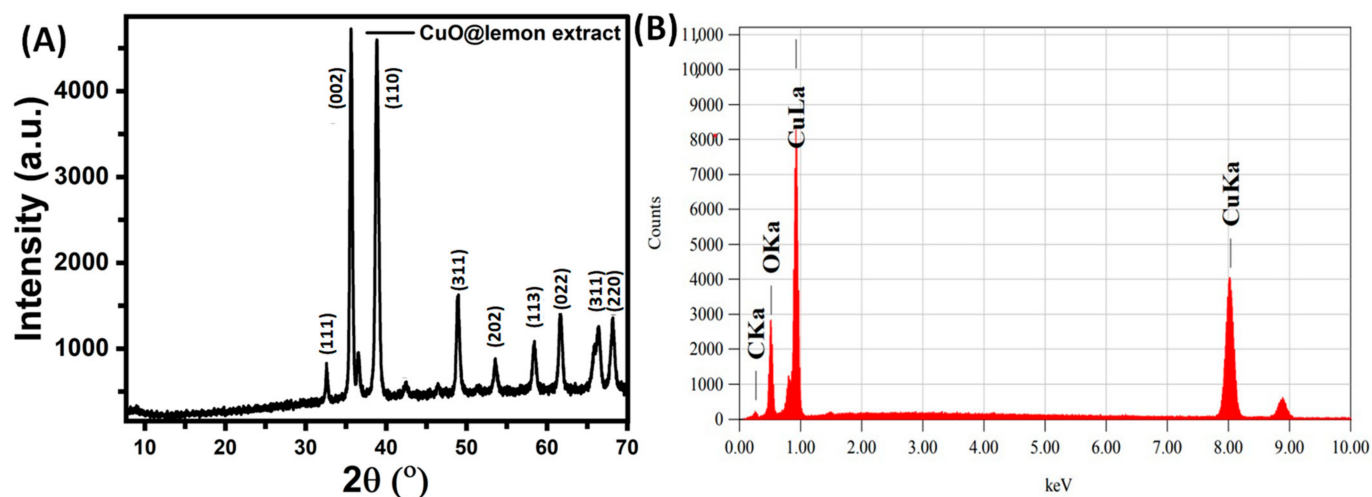 (A)
CuO@lemon extract
Intensity (a.u.)
4000
3000
2000
1000
(111)
(002)
(110)
(311)
(202)
(113)
(022)
(311)
(220)
10 20 30 40 50 60 70
2θ (°)
(B)
Counts
11,000
10,000
9000
8000
7000
6000
5000
4000
3000
2000
1000
0
CKa
OKa
CuLa
CuKa
0.00 1.00 2.00 3.00 4.00 5.00 6.00 7.00 8.00 9.00 10.00
keV